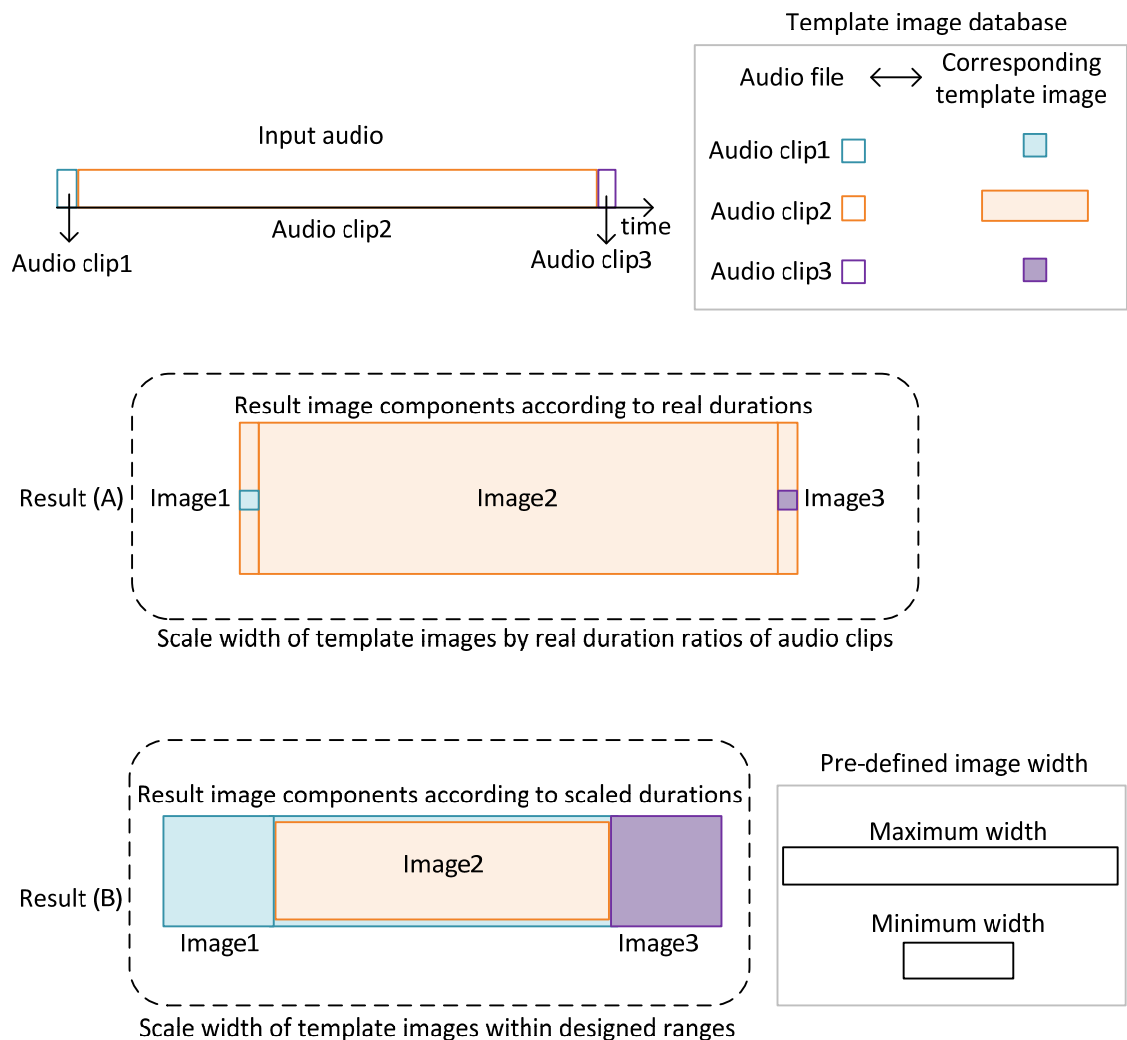 Template image database
Audio file
Corresponding
template image
Audio clip1
Audio clip2
Audio clip3
Input audio
time
Audio clip2
Audio clip1
Audio clip3
Result image components according to real durations
Result (A)
Image1
Image2
Image3
Scale width of template images by real duration ratios of audio clips
Result image components according to scaled durations
Result (B)
Image2
Image1
Image3
Scale width of template images within designed ranges
Pre-defined image width
Maximum width
Minimum width